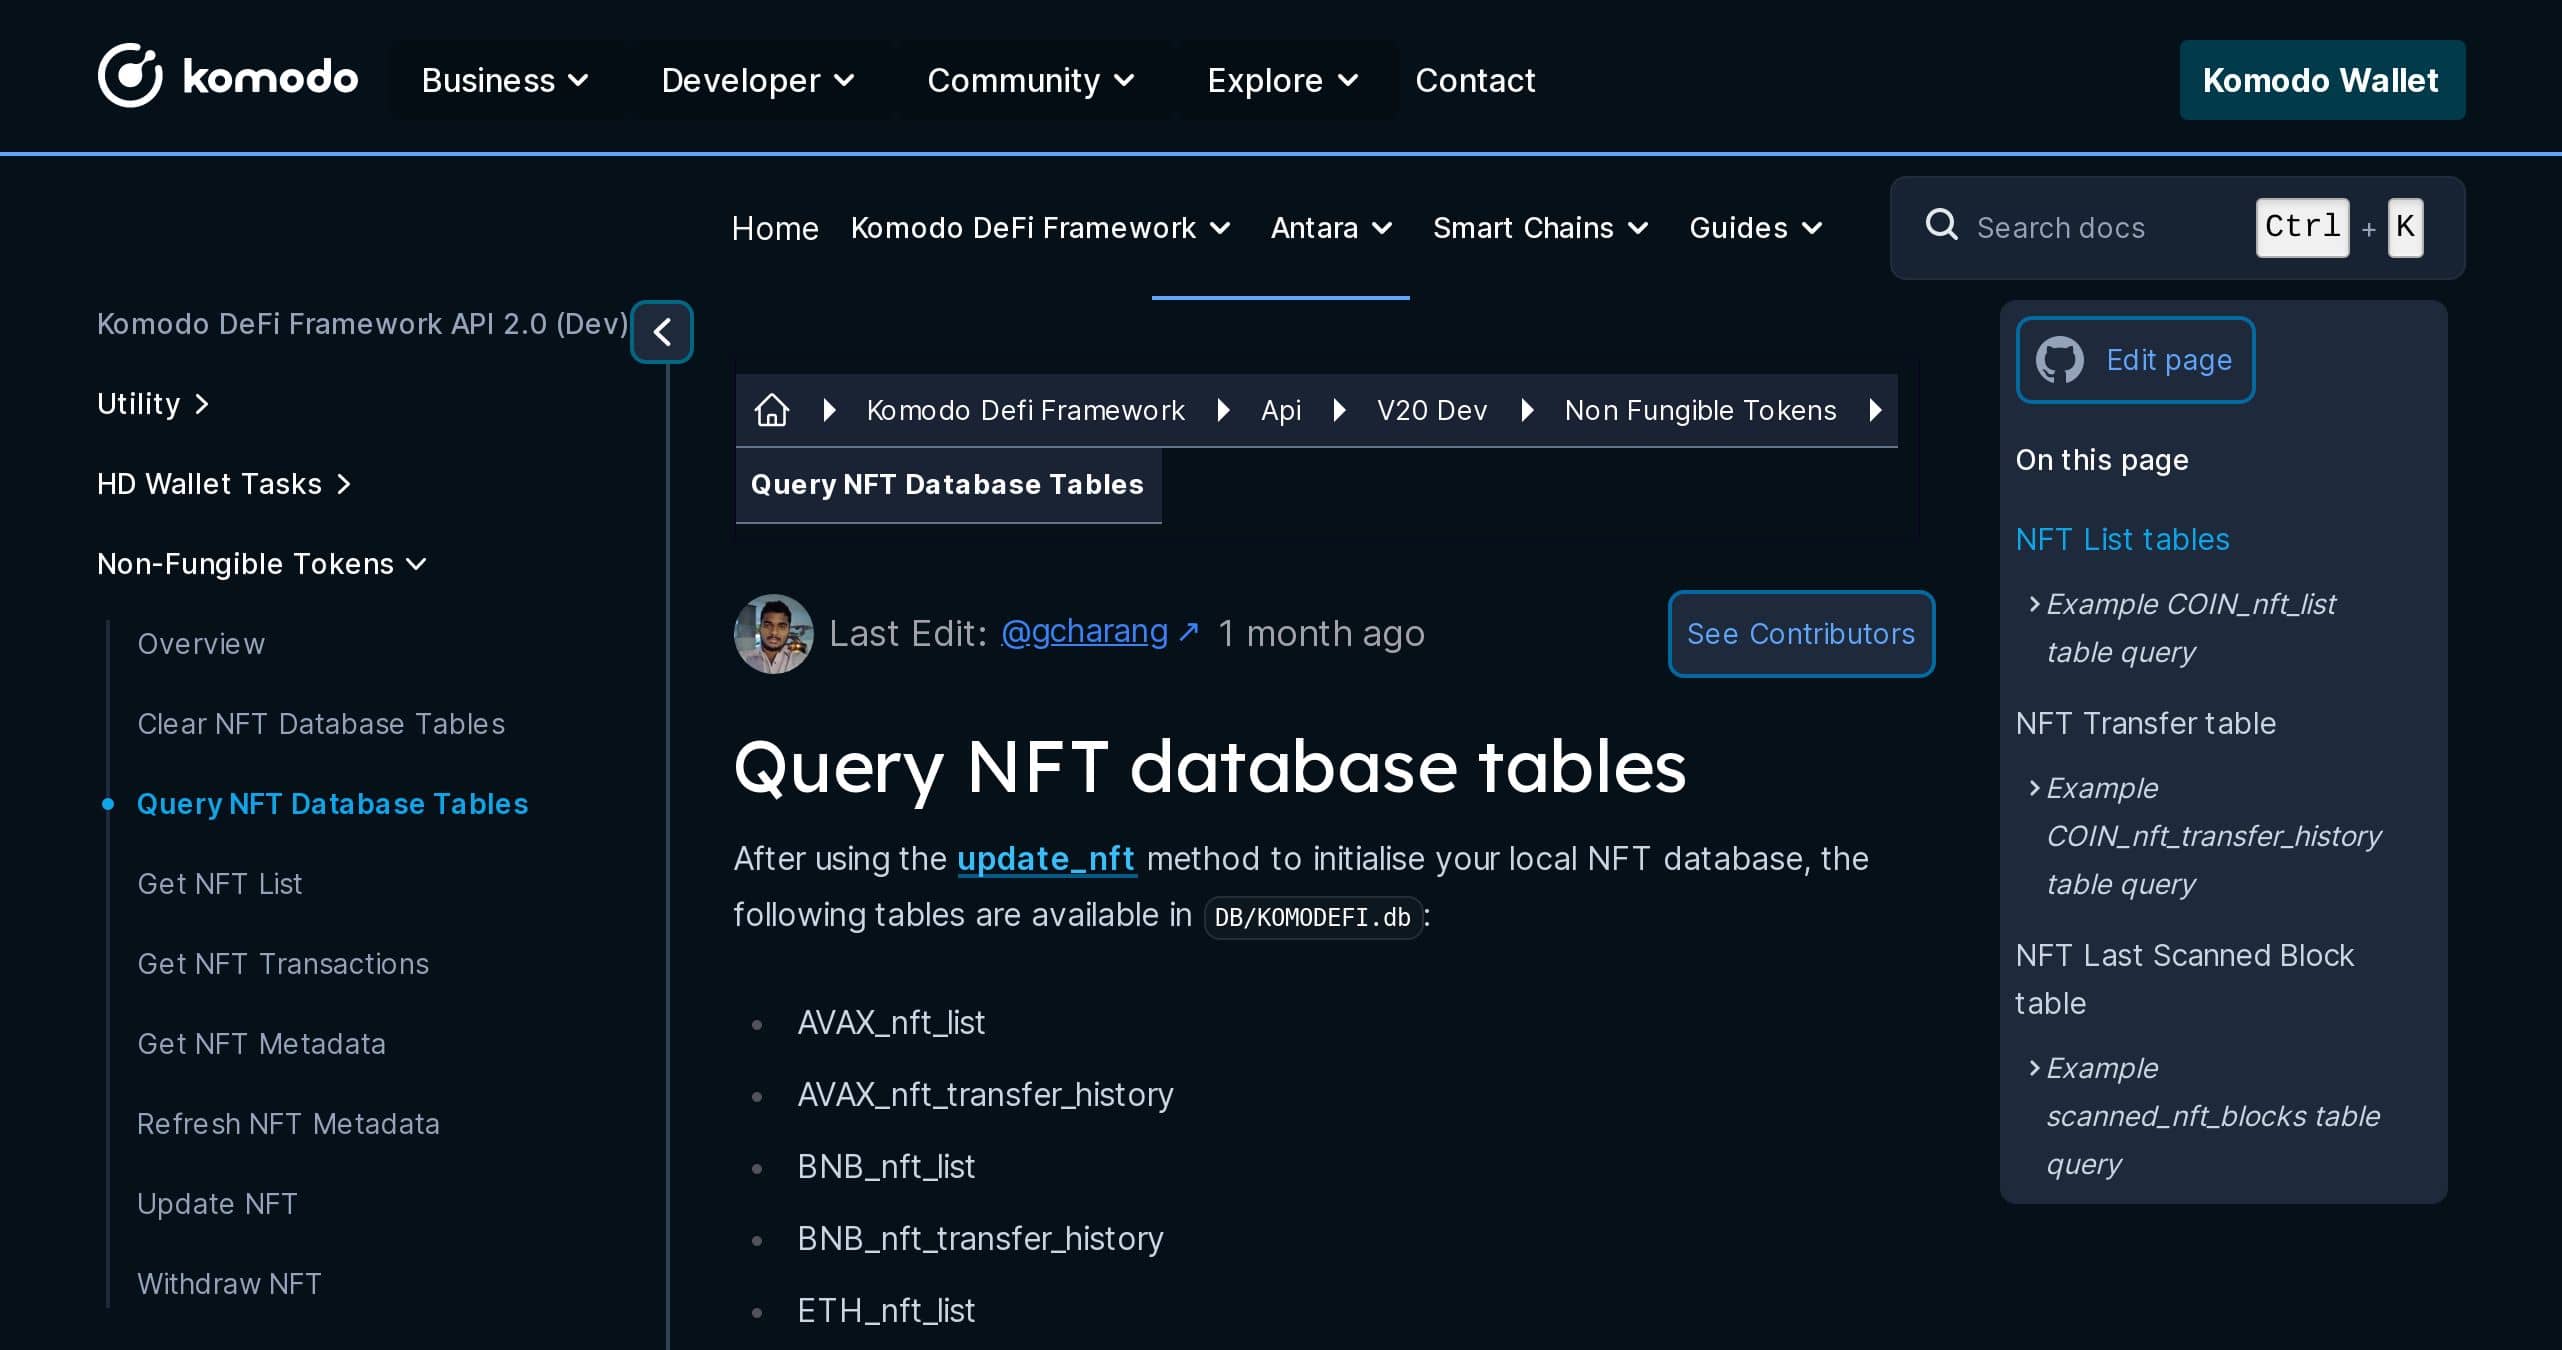 komodo
Business
Developer
Community
Explore
Contact
Komodo Wallet
Home
Komodo DeFi Framework
Antara
Smart Chains
Guides
Search docs
Ctrl + K
Komodo DeFi Framework API 2.0 (Dev)
Utility
HD Wallet Tasks
Non-Fungible Tokens
Overview
Clear NFT Database Tables
Query NFT Database Tables
Get NFT List
Get NFT Transactions
Get NFT Metadata
Refresh NFT Metadata
Update NFT
Withdraw NFT
Komodo Defi Framework
Api
V20 Dev
Non Fungible Tokens
Query NFT Database Tables
Last Edit: @gcharang ↗ 1 month ago
See Contributors
Query NFT database tables
After using the update_nft method to initialise your local NFT database, the
following tables are available in DB/KOMODEFI.db:
AVAX_nft_list
AVAX_nft_transfer_history
BNB_nft_list
BNB_nft_transfer_history
ETH_nft_list
Edit page
On this page
NFT List tables
Example COIN_nft_list
table query
NFT Transfer table
Example
COIN_nft_transfer_history
table query
NFT Last Scanned Block
table
Example
scanned_nft_blocks table
query